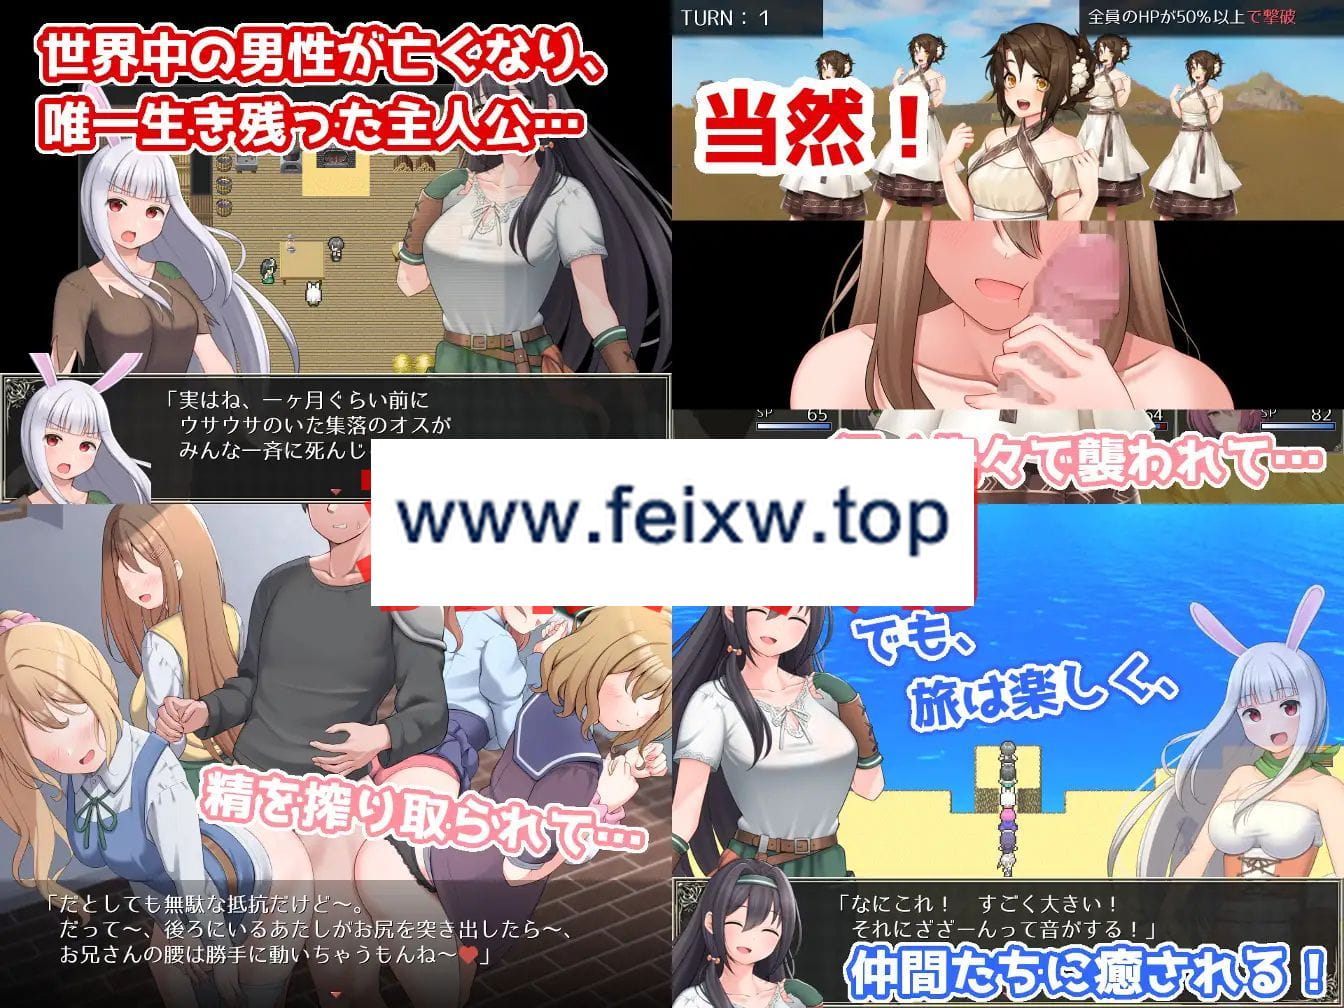 世界中の男性が亡くなり、
唯一生き残った主人公…
「実はね、一ヶ月ぐらい前に
ウサウサのいた集落のオスが
みんな一斉に死んじ
TURN： 1
全員のHPが50%以上で撃破
当然！
SP 65
54
SP 82
々で襲われて…
www.feixw.top
精を搾り取られて…
「だとしても無駄な抵抗だけど～。
だって～、後ろにいるあたしがお尻を突き出したら～、
お兄さんの腰は勝手に動いちゃうもんね～♥」
でも、
旅は楽しく、
「なにこれ！　すごく大きい！
それにざざーんって音がする！」
仲間たちに癒される！